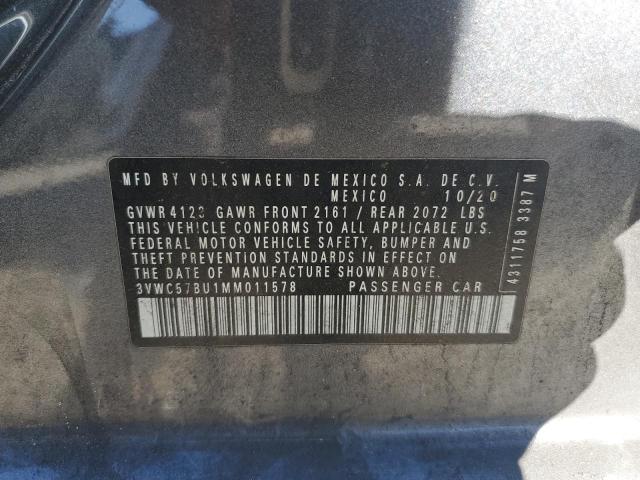 MFD BY VOLKSWAGEN DE MEXICO S.A. DE C.V.
MEXICO 10/20
GVWR 4123 GAWR FRONT 2161 / REAR 2072 LBS
THIS VEHICLE CONFORMS TO ALL APPLICABLE U.S.
FEDERAL MOTOR VEHICLE SAFETY, BUMPER AND
THEFT PREVENTION STANDARDS IN EFFECT ON
THE DATE OF MANUFACTURE SHOWN ABOVE.
3VWC57BU1MM011578 PASSENGER CAR
4311758 3387 M